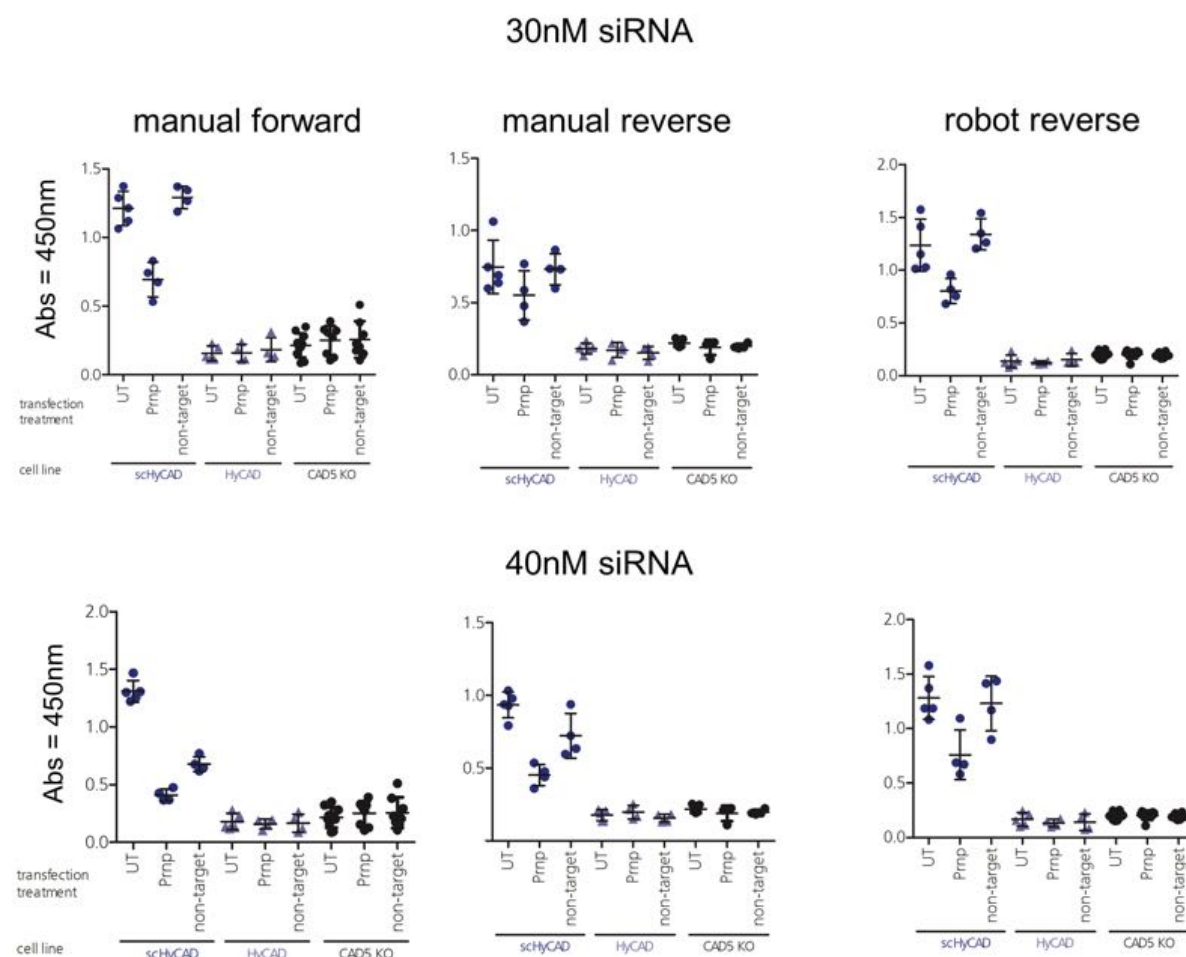 30nM siRNA
manual forward
manual reverse
robot reverse
Abs = 450nm
1.5
1.0
0.5
0.0
UT
Prnp
non-target
UT
Prnp
non-target
UT
Prnp
non-target
transfection
treatment
cell line
scHyCAD
HyCAD
CAD5 KO
1.5
1.0
0.5
0.0
UT
Prnp
non-target
UT
Prnp
non-target
UT
Prnp
non-target
scHyCAD
HyCAD
CAD5 KO
2.0
1.5
1.0
0.5
0.0
UT
Prnp
non-target
UT
Prnp
non-target
UT
Prnp
non-target
scHyCAD
HyCAD
CAD5 KO
40nM siRNA
Abs = 450nm
2.0
1.5
1.0
0.5
0.0
UT
Prnp
non-target
UT
Prnp
non-target
UT
Prnp
non-target
transfection
treatment
cell line
scHyCAD
HyCAD
CAD5 KO
1.5
1.0
0.5
UT
Prnp
non-target
UT
Prnp
non-target
UT
Prnp
non-target
scHyCAD
HyCAD
CAD5 KO
2.0
1.5
1.0
0.5
0.0
UT
Prnp
non-target
UT
Prnp
non-target
UT
Prnp
non-target
scHyCAD
HyCAD
CAD5 KO